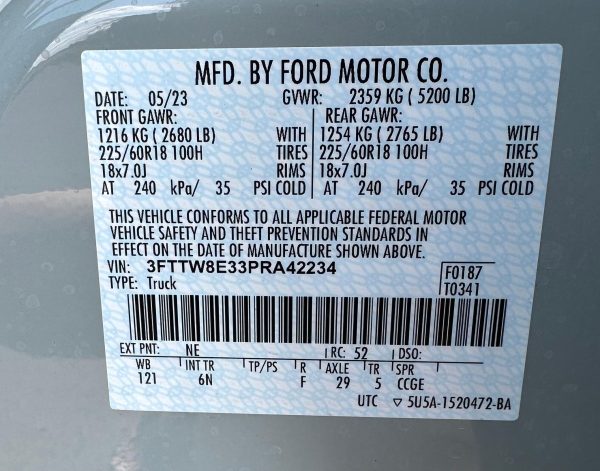 MFD. BY FORD MOTOR CO.
DATE: 05/23 GVWR: 2359 KG ( 5200 LB)
FRONT GAWR: REAR GAWR:
1216 KG ( 2680 LB) WITH 1254 KG ( 2765 LB) WITH
225/60R18 100H TIRES 225/60R18 100H TIRES
18x7.0J RIMS 18x7.0J RIMS
AT 240 kPa/ 35 PSI COLD AT 240 kPa/ 35 PSI COLD
THIS VEHICLE CONFORMS TO ALL APPLICABLE FEDERAL MOTOR
VEHICLE SAFETY AND THEFT PREVENTION STANDARDS IN
EFFECT ON THE DATE OF MANUFACTURE SHOWN ABOVE.
VIN: 3FTTW8E33PRA42234 F0187
TYPE: Truck T0341
EXT PNT: NE RC: 52 DSO:
WB INT TR TP/PS R AXLE TR SPR
121 6N F 29 5 CCGE
UTC ▽ 5U5A-1520472-BA